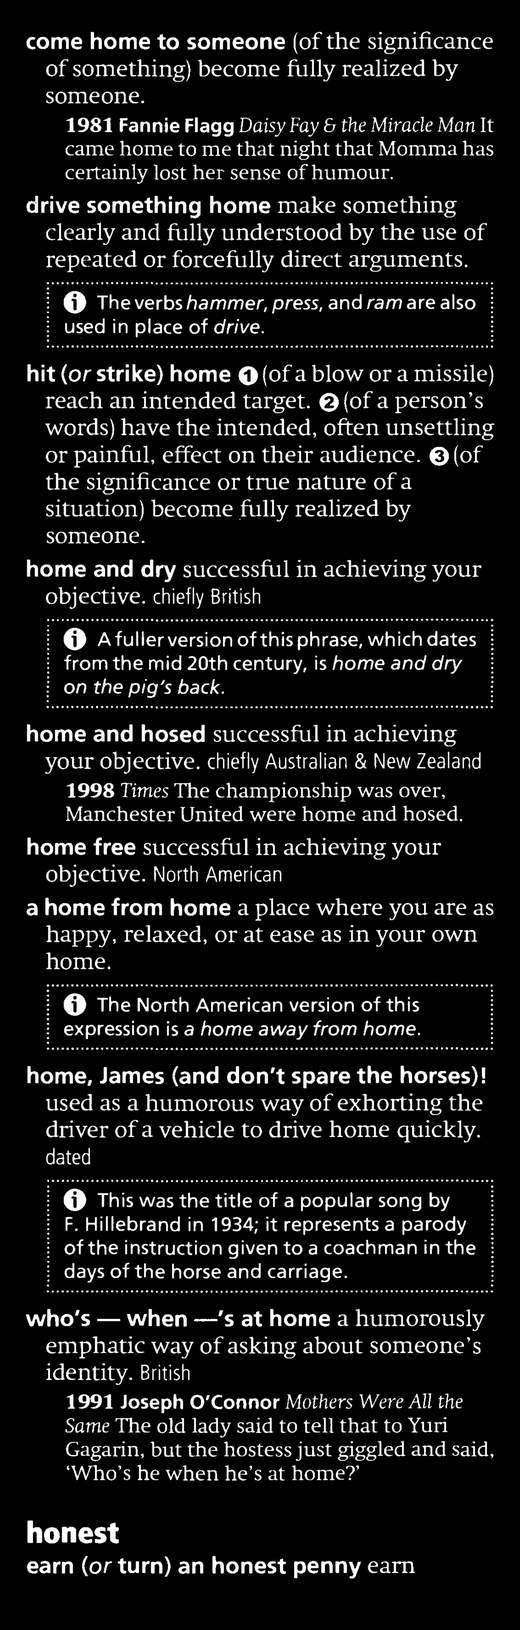 come home to someone (of the significance
of something) become fully realized by
someone.
1981 Fannie Flagg Daisy Fay & the Miracle Man It
came home to me that night that Momma has
certainly lost her sense of humour.
drive something home make something
clearly and fully understood by the use of
repeated or forcefully direct arguments.
ⓘ The verbs hammer, press, and ram are also
used in place of drive.
hit (or strike) home ❶ (of a blow or a missile)
reach an intended target. ❷ (of a person's
words) have the intended, often unsettling
or painful, effect on their audience. ❸ (of
the significance or true nature of a
situation) become fully realized by
someone.
home and dry successful in achieving your
objective. chiefly British
ⓘ A fuller version of this phrase, which dates
from the mid 20th century, is home and dry
on the pig's back.
home and hosed successful in achieving
your objective. chiefly Australian & New Zealand
1998 Times The championship was over,
Manchester United were home and hosed.
home free successful in achieving your
objective. North American
a home from home a place where you are as
happy, relaxed, or at ease as in your own
home.
ⓘ The North American version of this
expression is a home away from home.
home, James (and don't spare the horses)!
used as a humorous way of exhorting the
driver of a vehicle to drive home quickly.
dated
ⓘ This was the title of a popular song by
F. Hillebrand in 1934; it represents a parody
of the instruction given to a coachman in the
days of the horse and carriage.
who's — when —'s at home a humorously
emphatic way of asking about someone's
identity. British
1991 Joseph O'Connor Mothers Were All the
Same The old lady said to tell that to Yuri
Gagarin, but the hostess just giggled and said,
'Who's he when he's at home?'
honest
earn (or turn) an honest penny earn